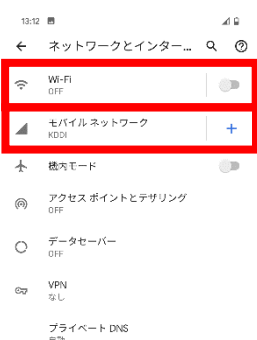 13:12
ネットワークとインター...
Wi-Fi
OFF
モバイル ネットワーク
KDDI
機内モード
アクセス ポイントとテザリング
OFF
データセーバー
OFF
VPN
なし
プライベート DNS